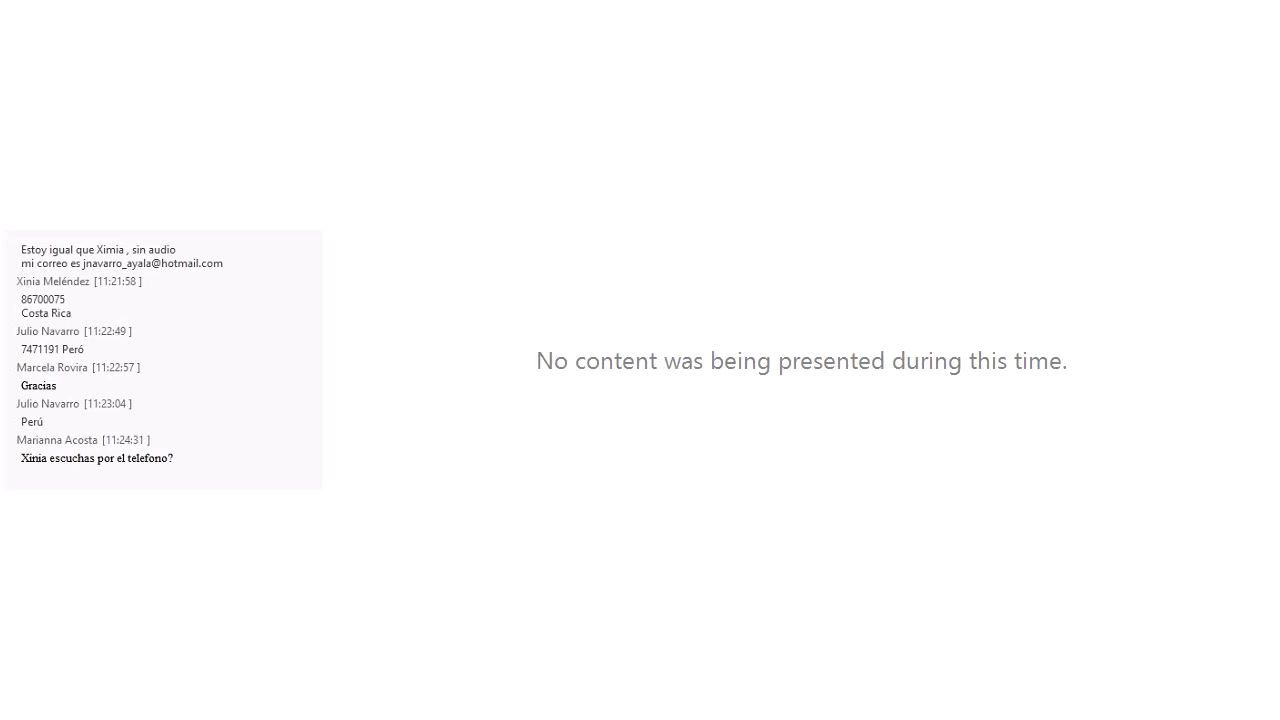 Estoy igual que Ximia , sin audio
mi correo es jnavarro_ayala@hotmail.com
Xinia Meléndez [11:21:58 ]
86700075
Costa Rica
Julio Navarro [11:22:49 ]
7471191 Peró
Marcela Rovira [11:22:57 ]
Gracias
Julio Navarro [11:23:04 ]
Perú
Marianna Acosta [11:24:31 ]
Xinia escuchas por el telefono?
No content was being presented during this time.